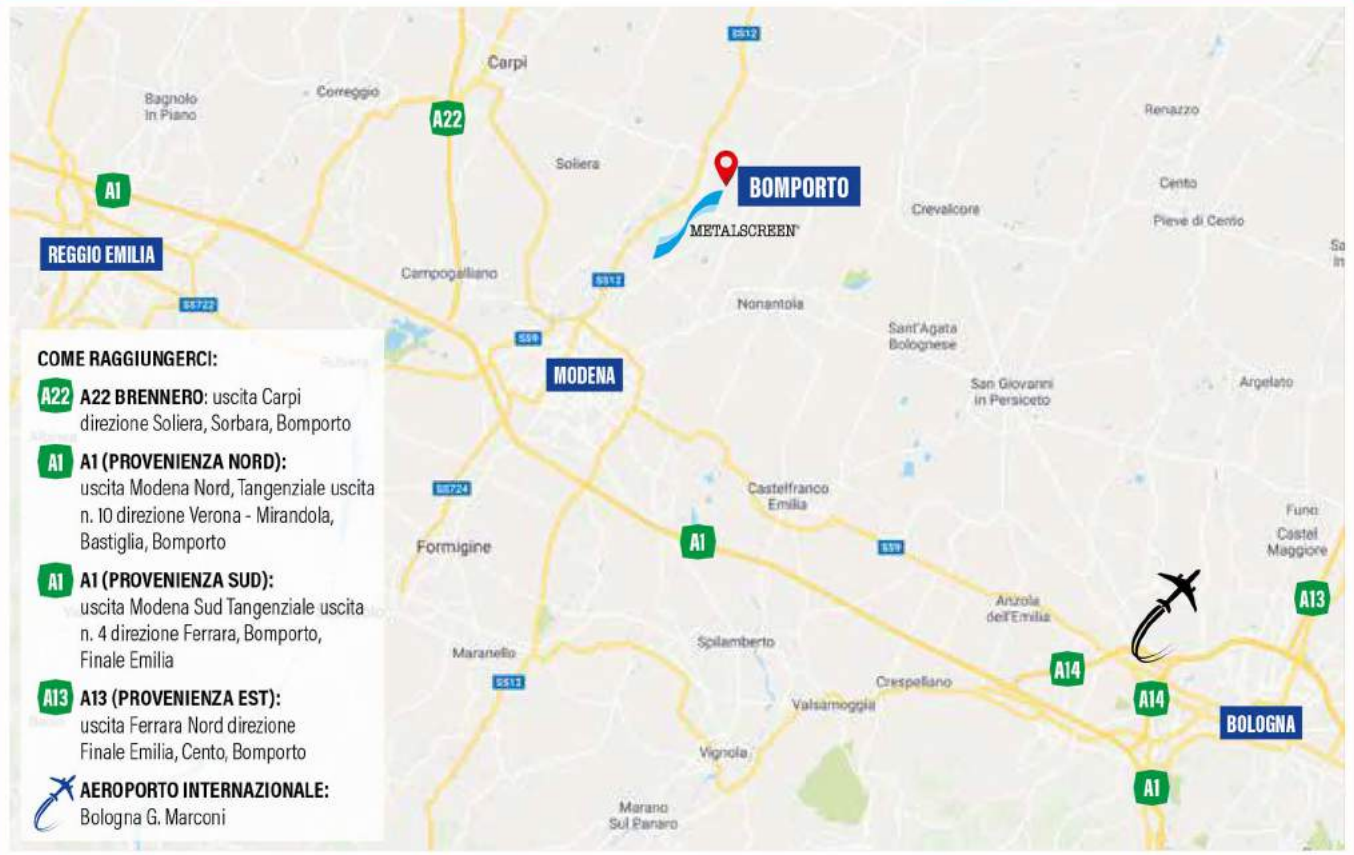 SS12
Carpi
Correggio
Bagnolo
In Piano
A22
Renazzo
Soliera
A1
BOMPORTO
Cento
Crevalcore
Pieve di Cento
METALSCREEN®
REGGIO EMILIA
Campogalliano
SS12
SS722
Nonantola
Sant'Agata
Bolognese
SS9
MODENA
San Giovanni
in Persiceto
Argelato
COME RAGGIUNGERCI:
A22 A22 BRENNERO: uscita Carpi
direzione Soliera, Sorbara, Bomporto
A1 A1 (PROVENIENZA NORD):
uscita Modena Nord, Tangenziale uscita
n. 10 direzione Verona - Mirandola,
Bastiglia, Bomporto
A1 A1 (PROVENIENZA SUD):
uscita Modena Sud Tangenziale uscita
n. 4 direzione Ferrara, Bomporto,
Finale Emilia
A13 A13 (PROVENIENZA EST):
uscita Ferrara Nord direzione
Finale Emilia, Cento, Bomporto
AEROPORTO INTERNAZIONALE:
Bologna G. Marconi
SS724
Castelfranco
Emilia
Funo
Castel
Maggiore
Formigine
A1
SS9
A13
Anzola
dell'Emilia
Spilamberto
Maranello
SS12
A14
Crespellano
A14
Valsamoggia
BOLOGNA
Vignola
A1
Marano
Sul Panaro